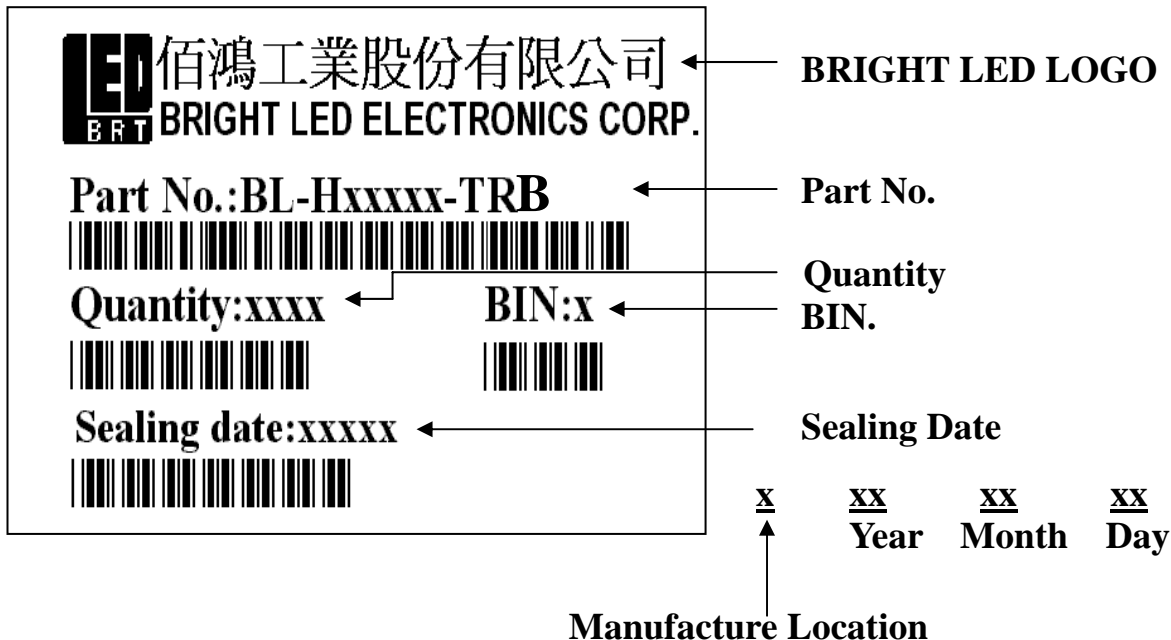 LED
BRT
佰鴻工業股份有限公司
BRIGHT LED ELECTRONICS CORP.
BRIGHT LED LOGO
Part No.:BL-Hxxxxx-TRB
Part No.
Quantity
Quantity:xxxx
BIN:x
BIN.
Sealing date:xxxxx
Sealing Date
x xx xx xx
Year Month Day
Manufacture Location